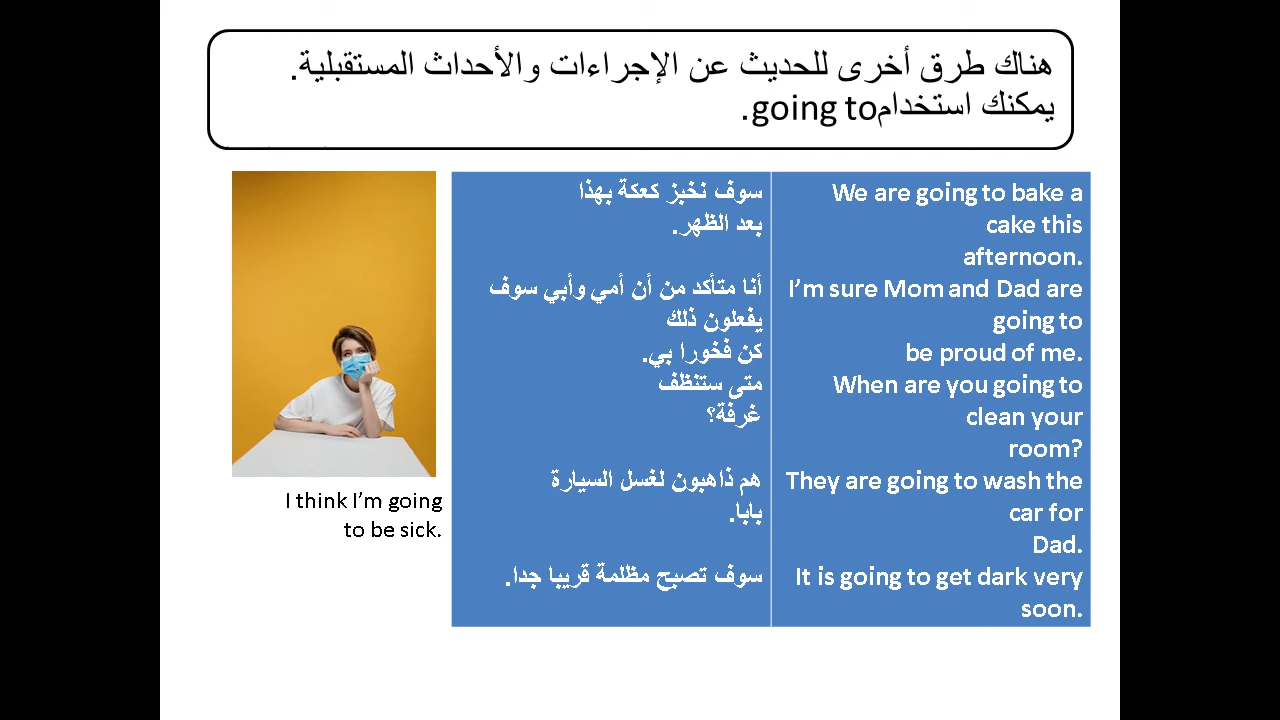 هناك طرق أخرى للحديث عن الإجراءات والأحداث المستقبلية.
يمكنك استخدامgoing to.
We are going to bake a
cake this
afternoon.
I’m sure Mom and Dad are
going to
be proud of me.
When are you going to
clean your
room?
They are going to wash the
car for
Dad.
It is going to get dark very
soon.
سوف نخبز كعكة بهذا
بعد الظهر.
أنا متأكد من أن أمي وأبي سوف
يفعلون ذلك
كن فخورا بي.
متى ستنظف
غرفة؟
هم ذاهبون لغسل السيارة
بابا.
سوف تصبح مظلمة قريبا جدا.
I think I’m going
to be sick.